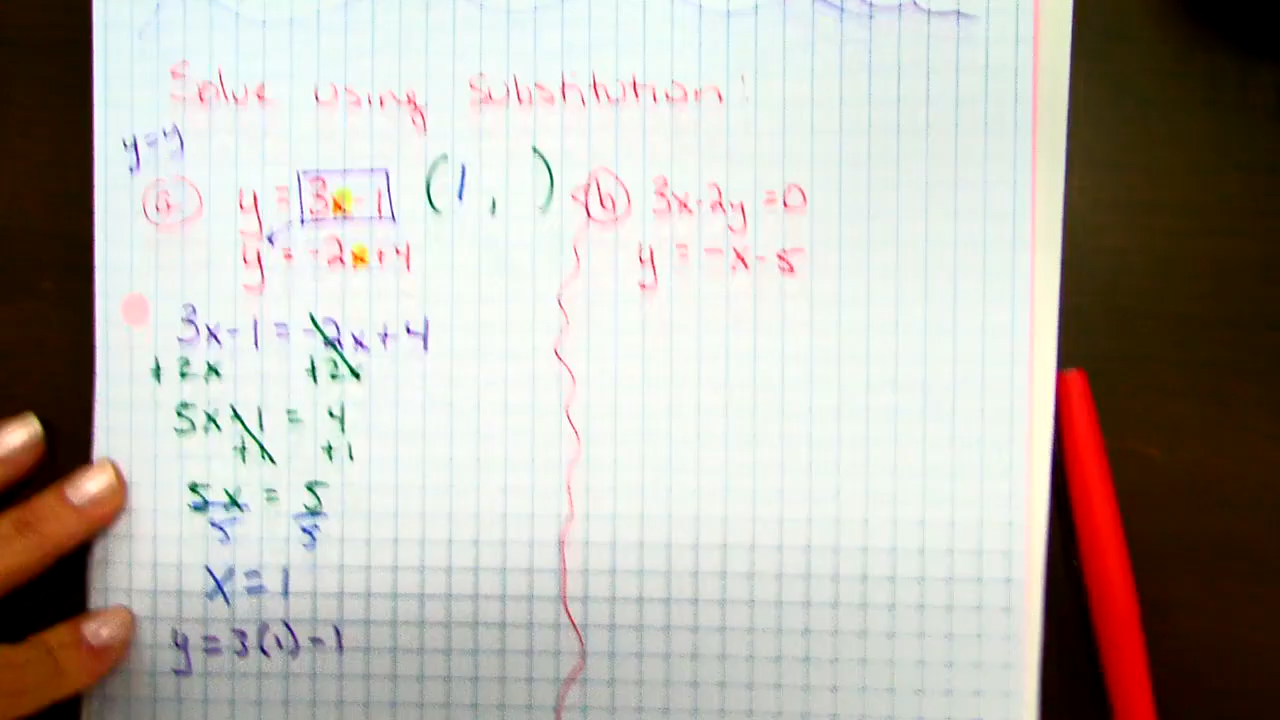 Solve using Substitution!
y=y
(a) y = 3x-1 (1, )
y = -2x+4
3x-1 = -2x+4
+2x +2x
5x-1 = 4
+1 +1
5x = 5
5 5
x=1
y=3(1)-1
(b) 3x-2y=0
y = -x-5